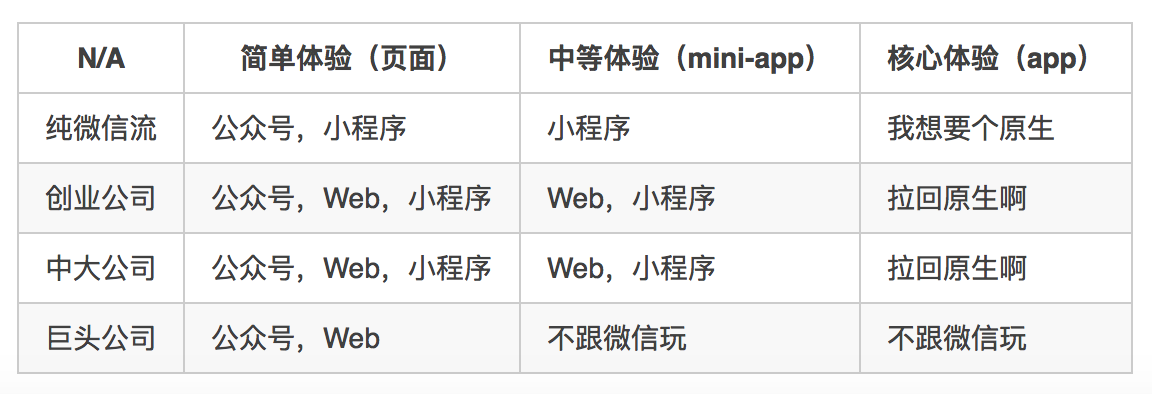 N/A 简单体验（页面） 中等体验（mini-app） 核心体验（app）
纯微信流 公众号，小程序 小程序 我想要个原生
创业公司 公众号，Web，小程序 Web，小程序 拉回原生啊
中大公司 公众号，Web，小程序 Web，小程序 拉回原生啊
巨头公司 公众号，Web 不跟微信玩 不跟微信玩